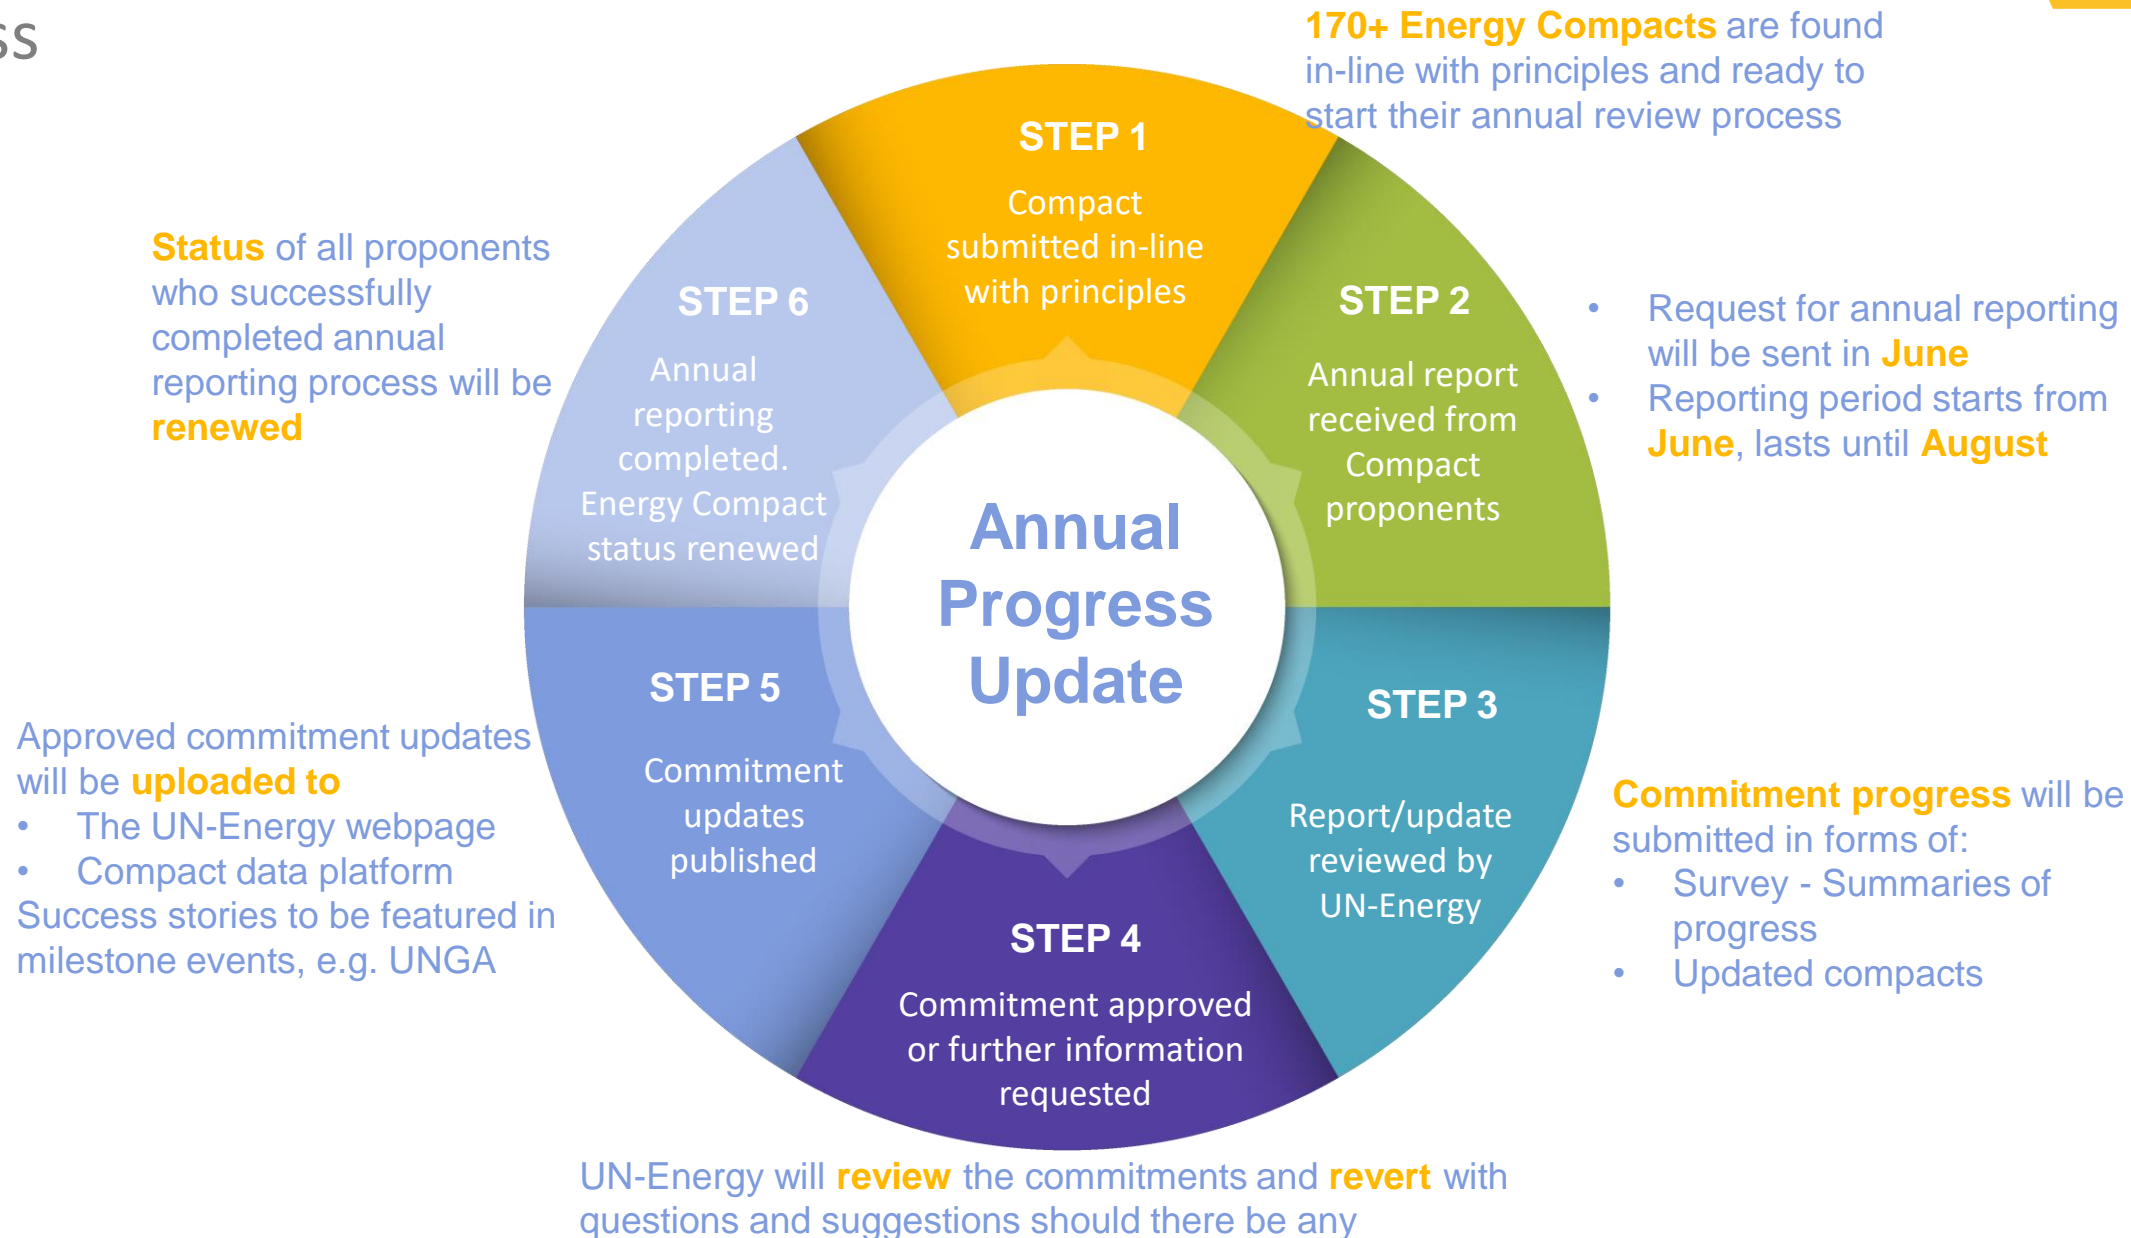 ss
170+ Energy Compacts are found
in-line with principles and ready to
start their annual review process
STEP 1
Compact
submitted in-line
with principles
STEP 2
Annual report
received from
Compact
proponents
• Request for annual reporting
will be sent in June
• Reporting period starts from
June, lasts until August
STEP 3
Report/update
reviewed by
UN-Energy
Commitment progress will be
submitted in forms of:
• Survey - Summaries of
progress
• Updated compacts
STEP 4
Commitment approved
or further information
requested
UN-Energy will review the commitments and revert with
questions and suggestions should there be any
STEP 5
Commitment
updates
published
Approved commitment updates
will be uploaded to
• The UN-Energy webpage
• Compact data platform
Success stories to be featured in
milestone events, e.g. UNGA
STEP 6
Annual
reporting
completed.
Energy Compact
status renewed
Status of all proponents
who successfully
completed annual
reporting process will be
renewed
Annual
Progress
Update